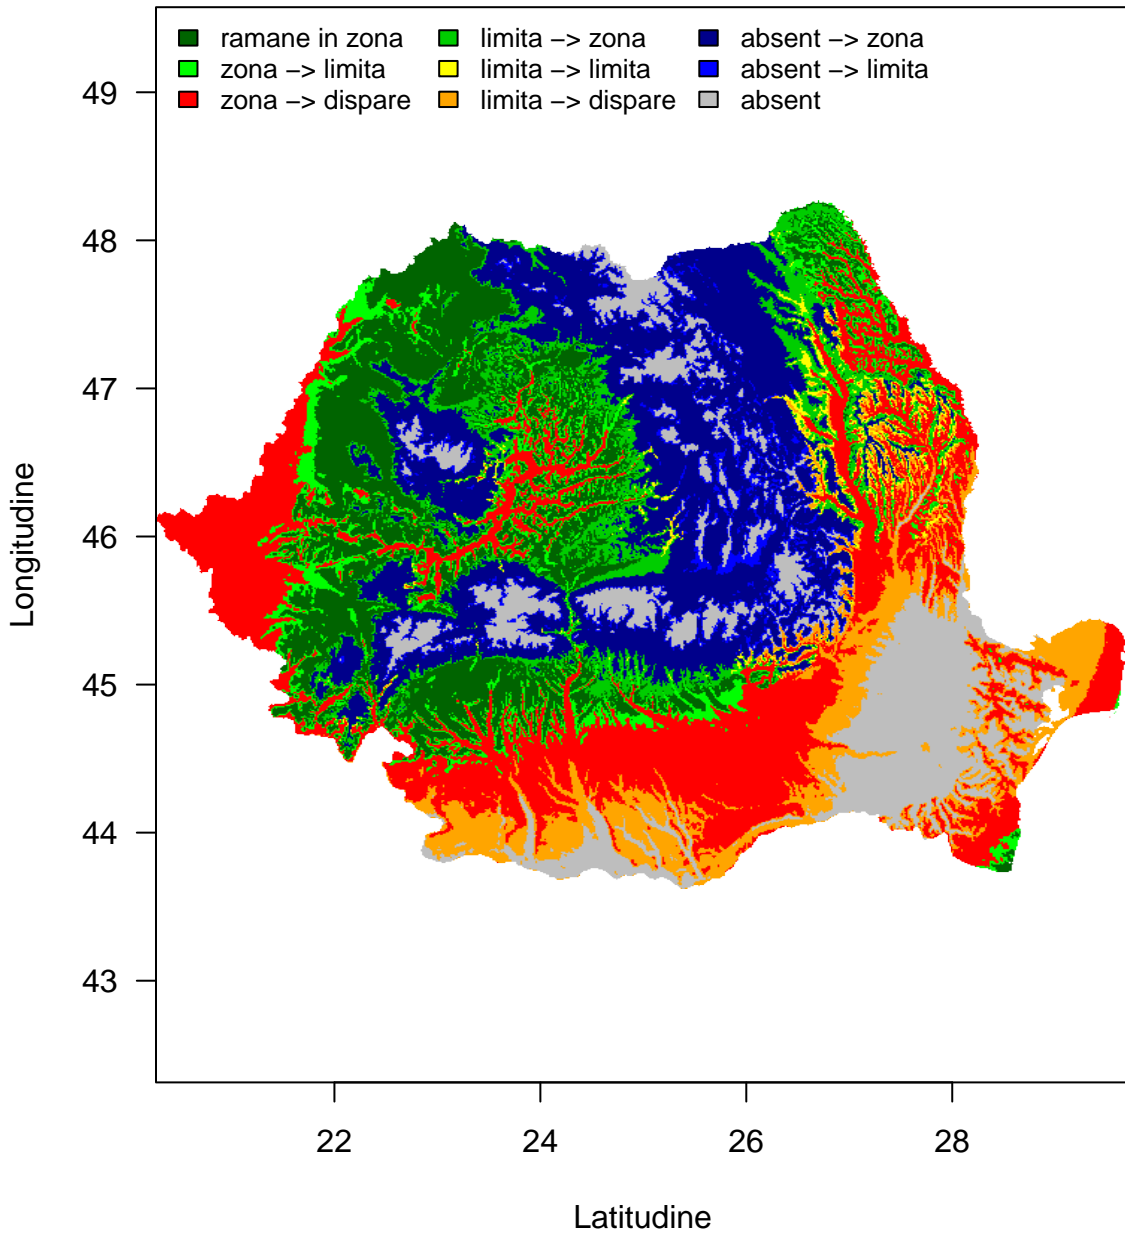 ramane in zona limita −> zona absent −> zona
zona −> limita limita −> limita absent −> limita
zona −> dispare limita −> dispare absent
49
48
47
46
45
44
43
Longitudine
22 24 26 28
Latitudine